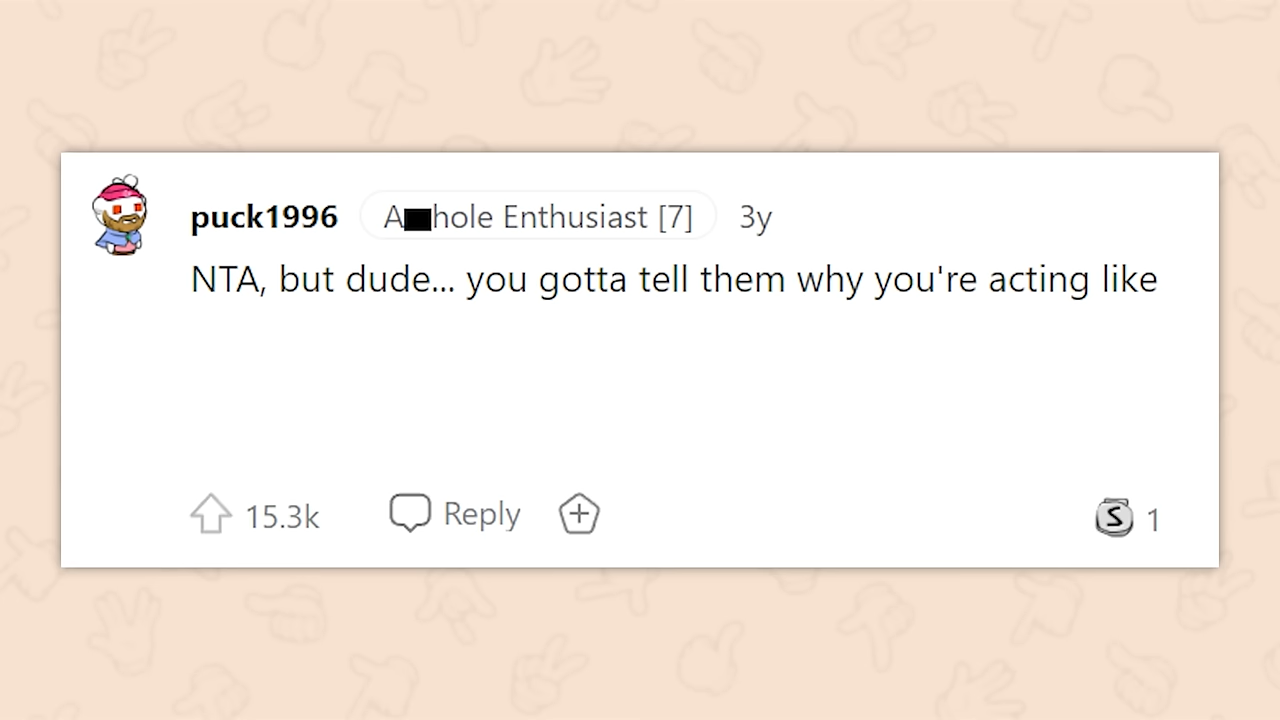 puck1996 A■hole Enthusiast [7] 3y
NTA, but dude... you gotta tell them why you're acting like
15.3k Reply S 1